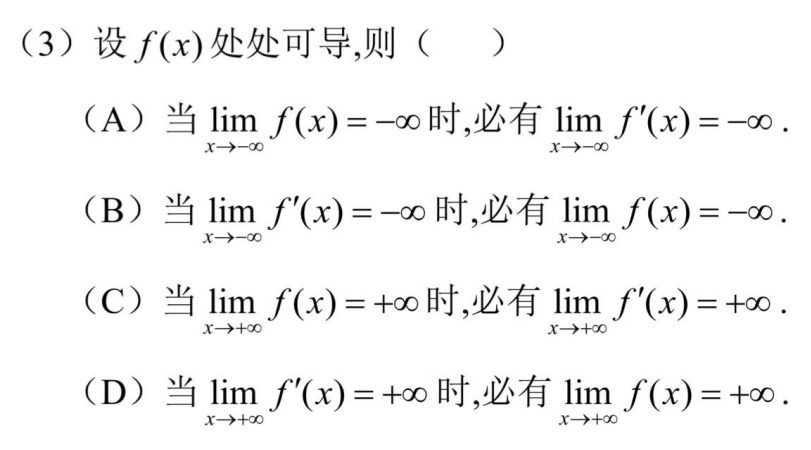 （3）设 f(x) 处处可导,则（　　）
（A）当 lim_{x→−∞} f(x) = −∞ 时,必有 lim_{x→−∞} f′(x) = −∞ .
（B）当 lim_{x→−∞} f′(x) = −∞ 时,必有 lim_{x→−∞} f(x) = −∞ .
（C）当 lim_{x→+∞} f(x) = +∞ 时,必有 lim_{x→+∞} f′(x) = +∞ .
（D）当 lim_{x→+∞} f′(x) = +∞ 时,必有 lim_{x→+∞} f(x) = +∞ .